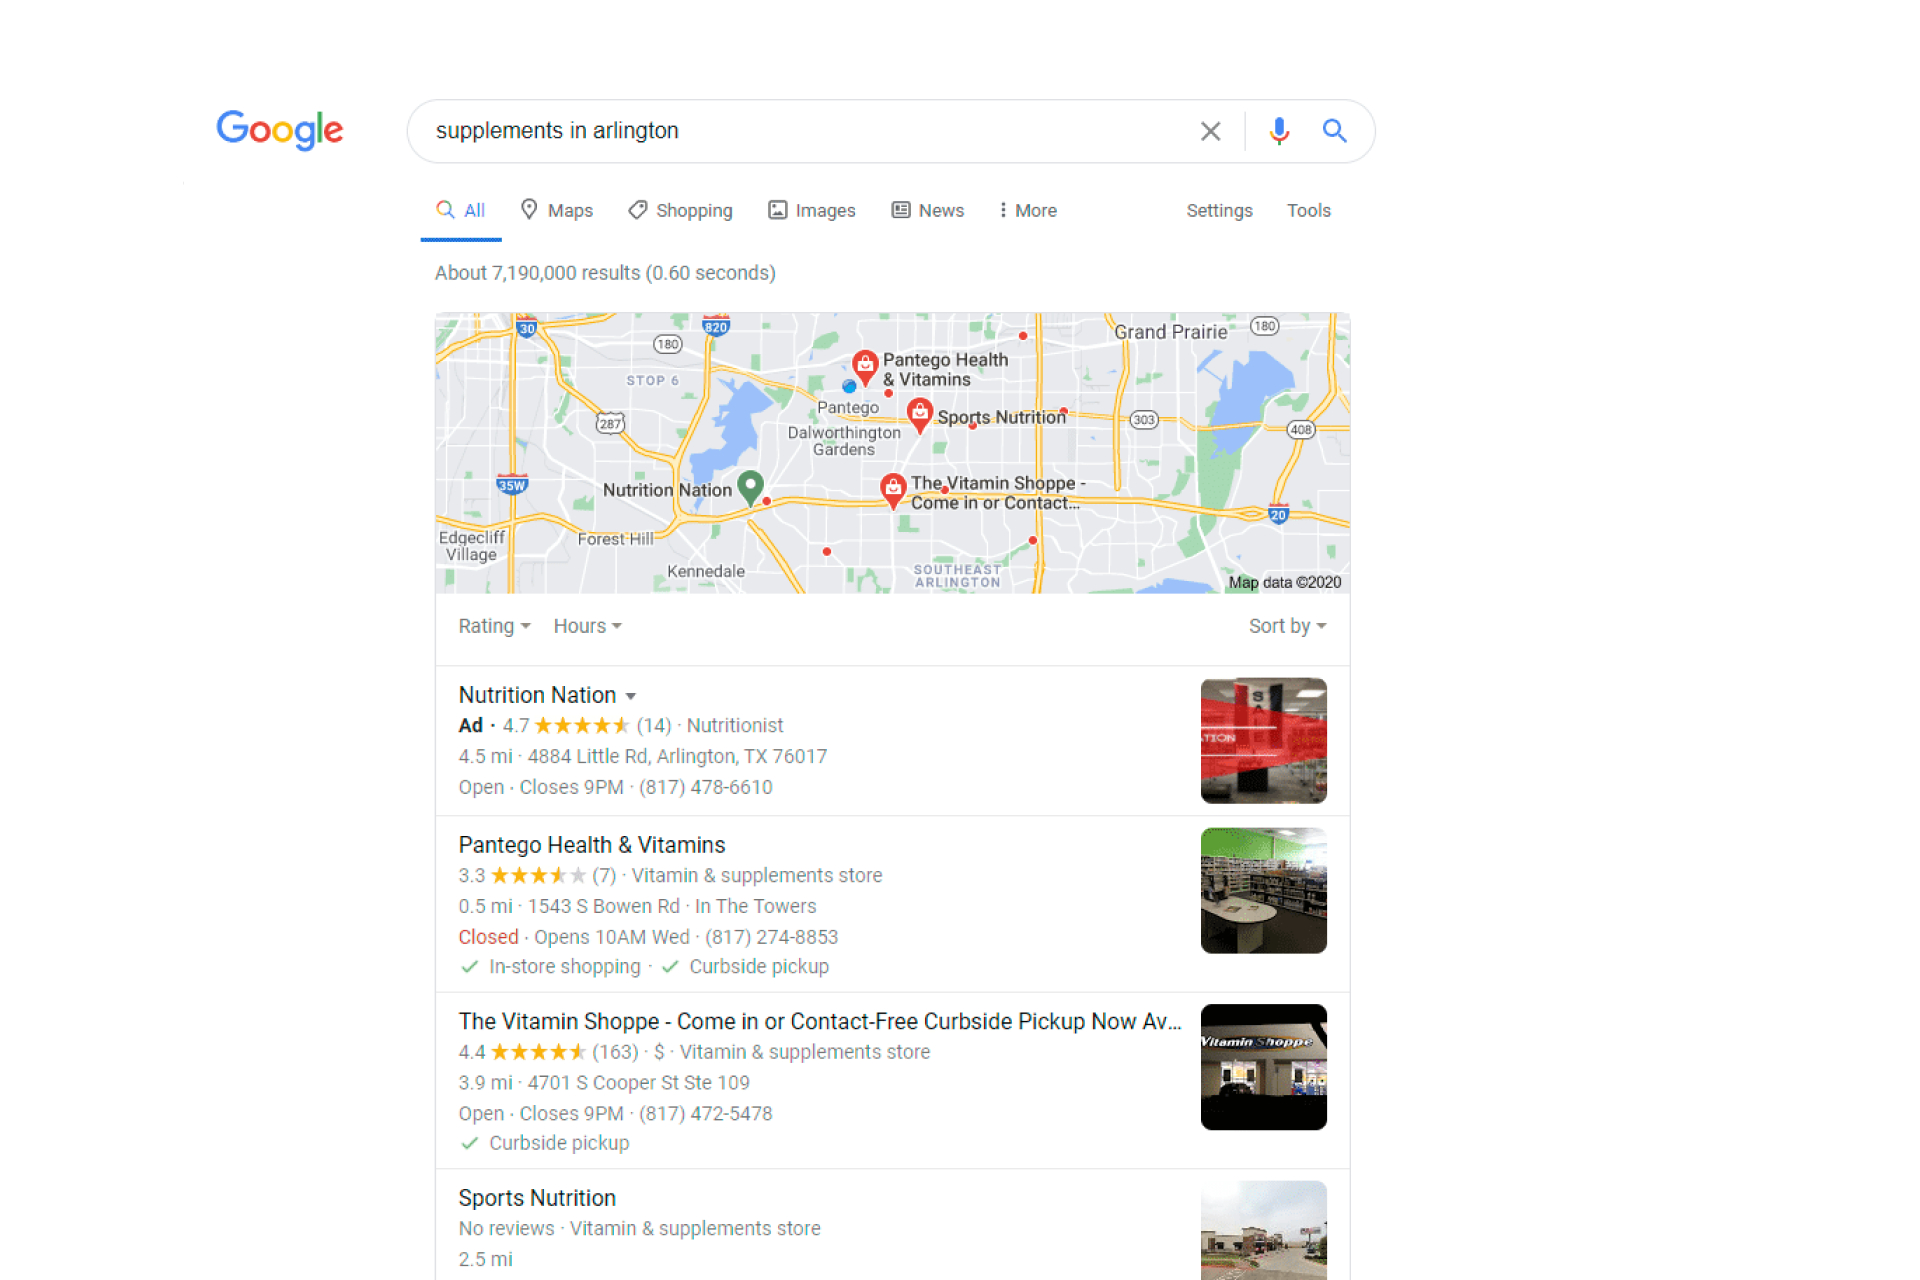 Google
supplements in arlington
All Maps Shopping Images News More Settings Tools
About 7,190,000 results (0.60 seconds)
30
820
180
Grand Prairie
180
STOP 6
Pantego Health
& Vitamins
Pantego
Sports Nutrition
287
303
408
Dalworthington
Gardens
35W
Nutrition Nation
The Vitamin Shoppe -
Come in or Contact...
20
Edgecliff
Village
Forest Hill
Kennedale
SOUTHEAST
ARLINGTON
Map data ©2020
Rating Hours Sort by
Nutrition Nation
Ad · 4.7 (14) · Nutritionist
4.5 mi · 4884 Little Rd, Arlington, TX 76017
Open · Closes 9PM · (817) 478-6610
SALE
TION
Pantego Health & Vitamins
3.3 (7) · Vitamin & supplements store
0.5 mi · 1543 S Bowen Rd · In The Towers
Closed · Opens 10AM Wed · (817) 274-8853
In-store shopping · Curbside pickup
The Vitamin Shoppe - Come in or Contact-Free Curbside Pickup Now Av...
4.4 (163) · $ · Vitamin & supplements store
3.9 mi · 4701 S Cooper St Ste 109
Open · Closes 9PM · (817) 472-5478
Curbside pickup
Vitamin Shoppe
Sports Nutrition
No reviews · Vitamin & supplements store
2.5 mi